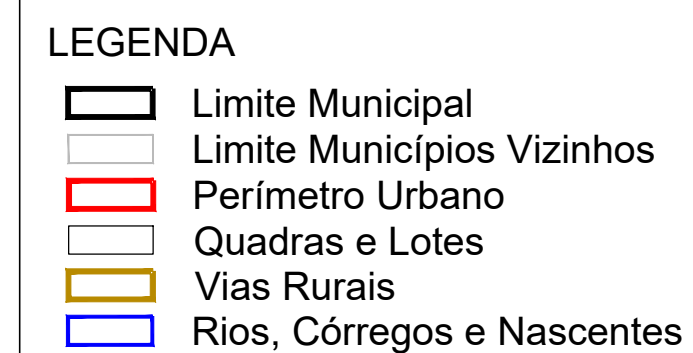 LEGENDA
Limite Municipal
Limite Municípios Vizinhos
Perímetro Urbano
Quadras e Lotes
Vias Rurais
Rios, Córregos e Nascentes